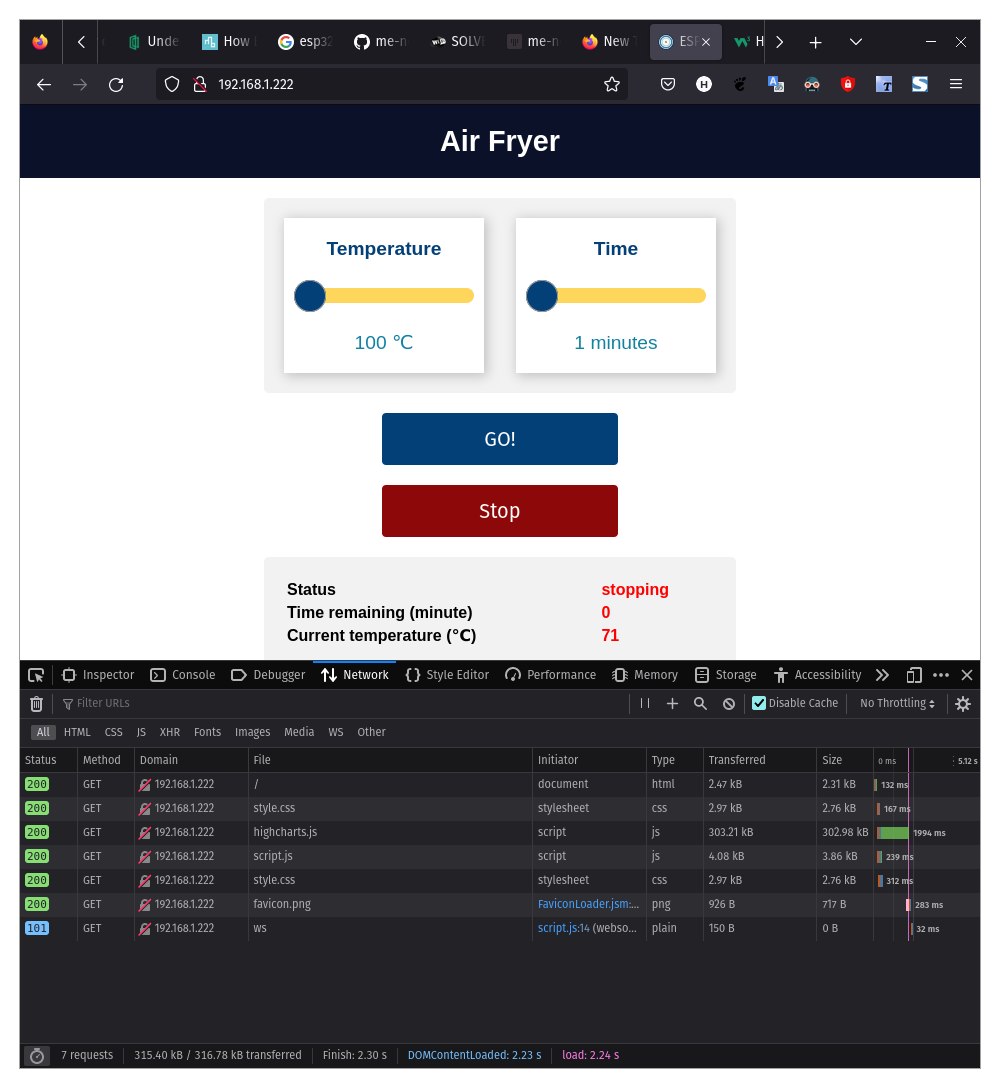 Unde How esp32 me-n SOLV me-n New T ESP H
192.168.1.222
Air Fryer
Temperature Time
100 ℃ 1 minutes
GO!
Stop
Status stopping
Time remaining (minute) 0
Current temperature (°C) 71
Inspector Console Debugger Network Style Editor Performance Memory Storage Accessibility
Filter URLs Disable Cache No Throttling
All HTML CSS JS XHR Fonts Images Media WS Other
Status Method Domain File Initiator Type Transferred Size 0 ms 5.12 s
200 GET 192.168.1.222 / document html 2.47 kB 2.31 kB 132 ms
200 GET 192.168.1.222 style.css stylesheet css 2.97 kB 2.76 kB 167 ms
200 GET 192.168.1.222 highcharts.js script js 303.21 kB 302.98 kB 1994 ms
200 GET 192.168.1.222 script.js script js 4.08 kB 3.86 kB 239 ms
200 GET 192.168.1.222 style.css stylesheet css 2.97 kB 2.76 kB 312 ms
200 GET 192.168.1.222 favicon.png FaviconLoader.jsm:... png 926 B 717 B 283 ms
101 GET 192.168.1.222 ws script.js:14 (webso... plain 150 B 0 B 32 ms
7 requests 315.40 kB / 316.78 kB transferred Finish: 2.30 s DOMContentLoaded: 2.23 s load: 2.24 s